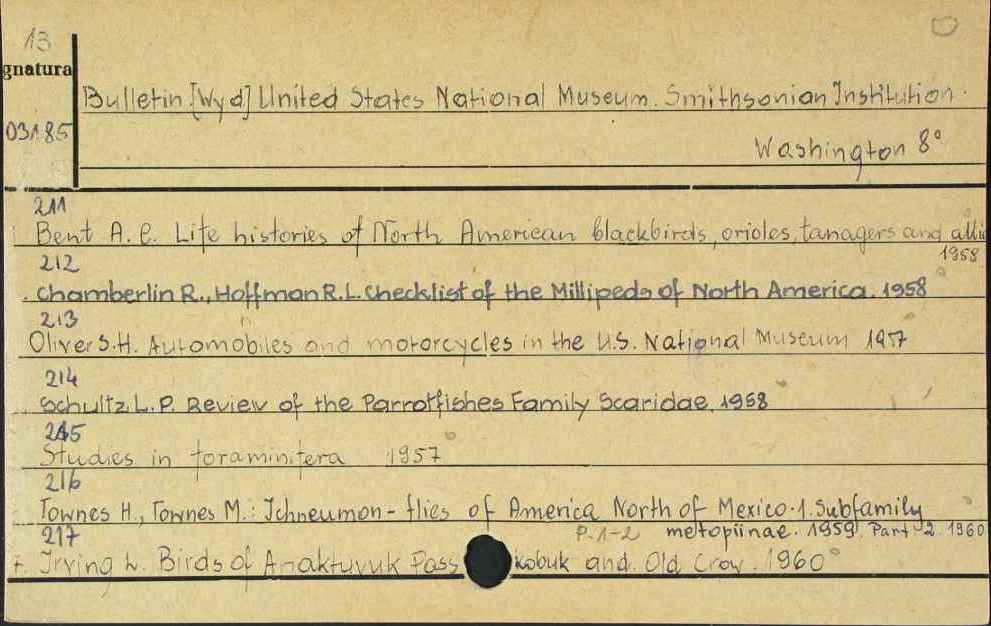 13
gnatura
Bulletin [Wyd] United States National Museum. Smithsonian Institution.
03185
Washington 8°
211
Bent A. C. Life histories of North American blackbirds, orioles, tanagers and allie
1958
212
Chamberlin R., Hoffman R.L. Checklist of the Millipeds of North America. 1958
213
Oliver S.H. Automobiles and motorcycles in the U.S. National Museum 1957
214
Schultz L.P. Review of the Parrotfishes Family Scaridae. 1958
215
Studies in foraminifera 1957
216
Townes H., Townes M.: Ichneumon-flies of America North of Mexico. 1. Subfamily
P. 1-2 metopiinae. 1959. Part 2. 1960
217
Irving L. Birds of Anaktuvuk Pass kobuk and Old Crow. 1960